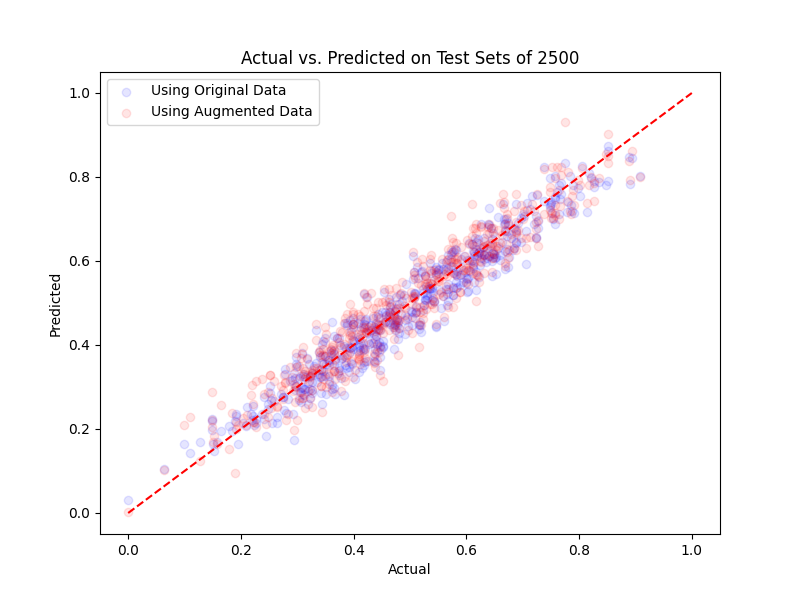 Actual vs. Predicted on Test Sets of 2500
Using Original Data
Using Augmented Data
1.0
0.8
0.6
0.4
0.2
0.0
Predicted
0.0 0.2 0.4 0.6 0.8 1.0
Actual